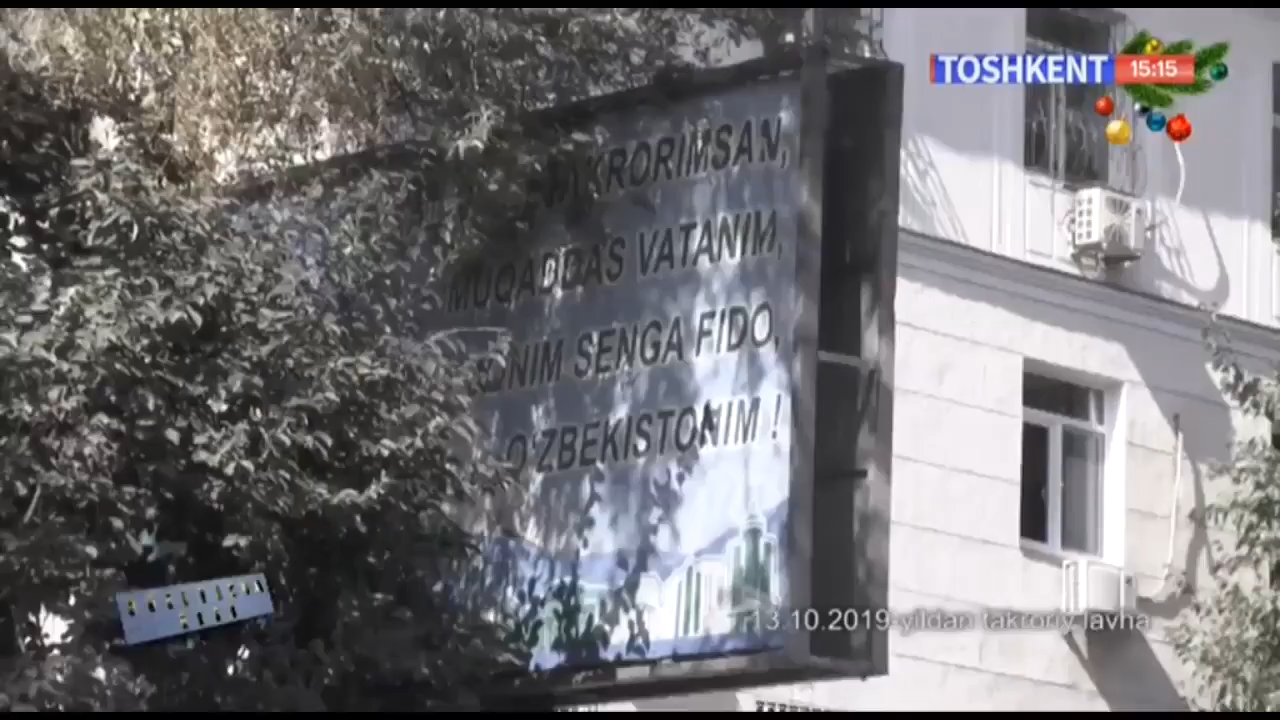 TOSHKENT 15:15
MUQADDAS VATANIM,
SENGA FIDO,
O'ZBEKISTONIM !
13.10.2019-yildan takroriy lavha